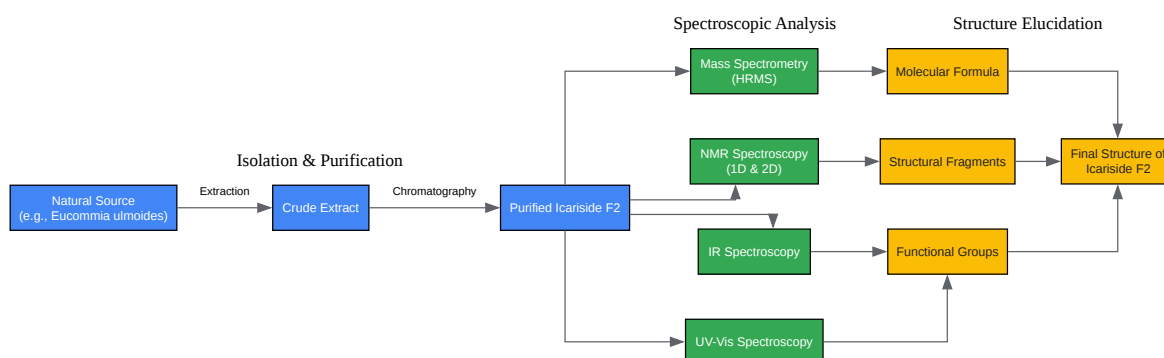 Spectroscopic Analysis
Structure Elucidation
Mass Spectrometry
(HRMS)
Molecular Formula
Isolation & Purification
NMR Spectroscopy
(1D & 2D)
Structural Fragments
Final Structure of
Icariside F2
Natural Source
(e.g., Eucommia ulmoides)
Extraction
Crude Extract
Chromatography
Purified Icariside F2
IR Spectroscopy
Functional Groups
UV-Vis Spectroscopy